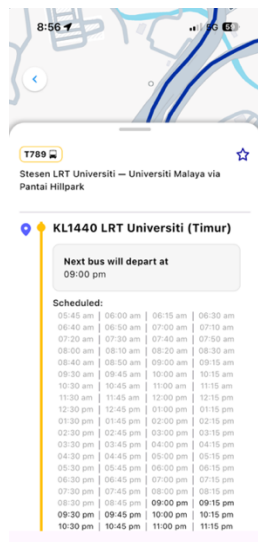 8:56
5G
T789
Stesen LRT Universiti — Universiti Malaya via
Pantai Hillpark
KL1440 LRT Universiti (Timur)
Next bus will depart at
09:00 pm
Scheduled:
05:45 am | 06:00 am | 06:15 am | 06:30 am
06:40 am | 06:50 am | 07:00 am | 07:10 am
07:20 am | 07:30 am | 07:40 am | 07:50 am
08:00 am | 08:10 am | 08:20 am | 08:30 am
08:40 am | 08:50 am | 09:00 am | 09:15 am
09:30 am | 09:45 am | 10:00 am | 10:15 am
10:30 am | 10:45 am | 11:00 am | 11:15 am
11:30 am | 11:45 am | 12:00 pm | 12:15 pm
12:30 pm | 12:45 pm | 01:00 pm | 01:15 pm
01:30 pm | 01:45 pm | 02:00 pm | 02:15 pm
02:30 pm | 02:45 pm | 03:00 pm | 03:15 pm
03:30 pm | 03:45 pm | 04:00 pm | 04:15 pm
04:30 pm | 04:45 pm | 05:00 pm | 05:15 pm
05:30 pm | 05:45 pm | 06:00 pm | 06:15 pm
06:30 pm | 06:45 pm | 07:00 pm | 07:15 pm
07:30 pm | 07:45 pm | 08:00 pm | 08:15 pm
08:30 pm | 08:45 pm | 09:00 pm | 09:15 pm
09:30 pm | 09:45 pm | 10:00 pm | 10:15 pm
10:30 pm | 10:45 pm | 11:00 pm | 11:15 pm